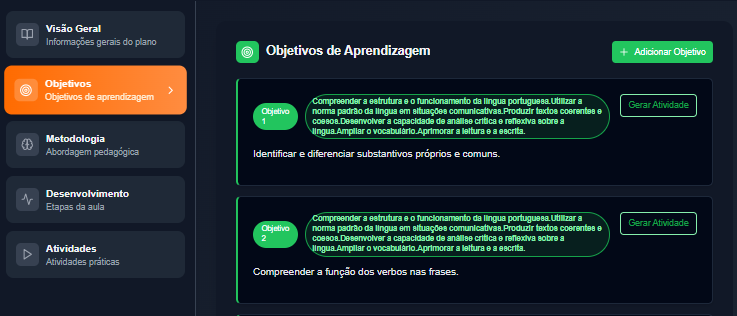 Visão Geral
Informações gerais do plano
Objetivos
Objetivos de aprendizagem
Metodologia
Abordagem pedagógica
Desenvolvimento
Etapas da aula
Atividades
Atividades práticas
Objetivos de Aprendizagem
+ Adicionar Objetivo
Objetivo
1
Compreender a estrutura e o funcionamento da língua portuguesa.Utilizar a
norma padrão da língua em situações comunicativas.Produzir textos coerentes e
coesos.Desenvolver a capacidade de análise crítica e reflexiva sobre a
língua.Ampliar o vocabulário.Aprimorar a leitura e a escrita.
Gerar Atividade
Identificar e diferenciar substantivos próprios e comuns.
Objetivo
2
Compreender a estrutura e o funcionamento da língua portuguesa.Utilizar a
norma padrão da língua em situações comunicativas.Produzir textos coerentes e
coesos.Desenvolver a capacidade de análise crítica e reflexiva sobre a
língua.Ampliar o vocabulário.Aprimorar a leitura e a escrita.
Gerar Atividade
Compreender a função dos verbos nas frases.